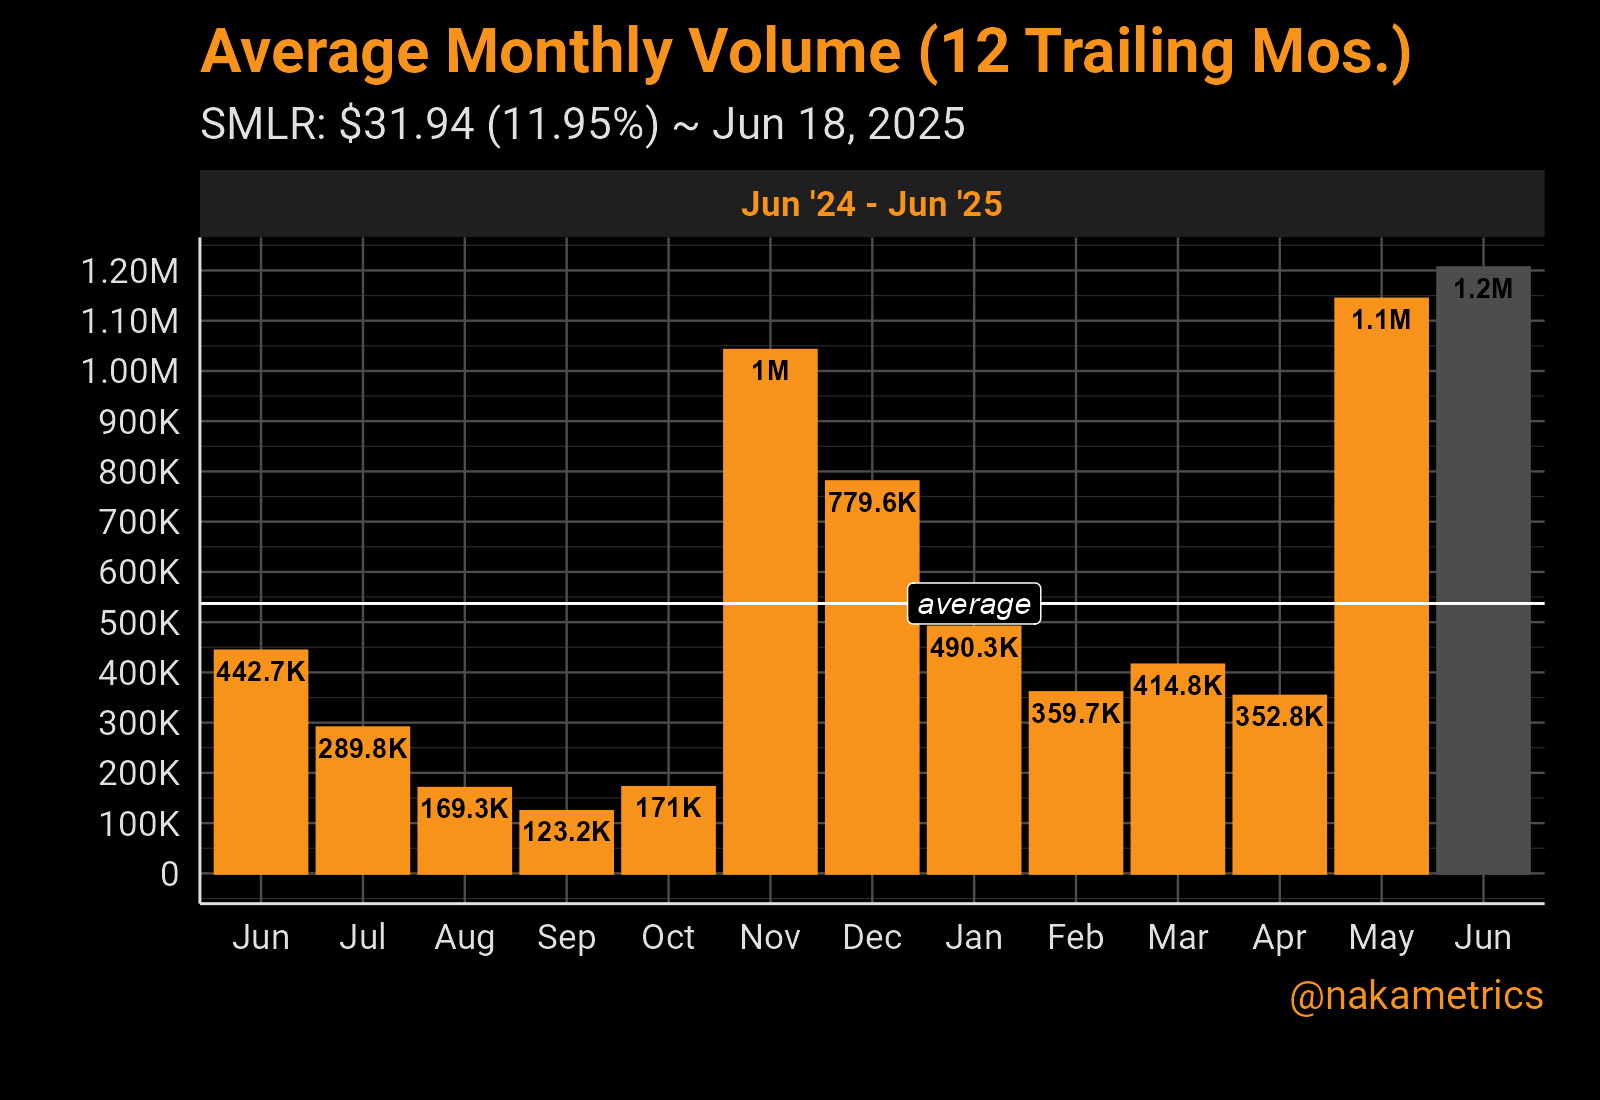 Average Monthly Volume (12 Trailing Mos.)
SMLR: $31.94 (11.95%) ~ Jun 18, 2025
Jun '24 - Jun '25
1.20M
1.10M
1.00M
900K
800K
700K
600K
500K
400K
300K
200K
100K
0
442.7K
289.8K
169.3K
123.2K
171K
1M
779.6K
average
490.3K
359.7K
414.8K
352.8K
1.1M
1.2M
Jun Jul Aug Sep Oct Nov Dec Jan Feb Mar Apr May Jun
@nakametrics